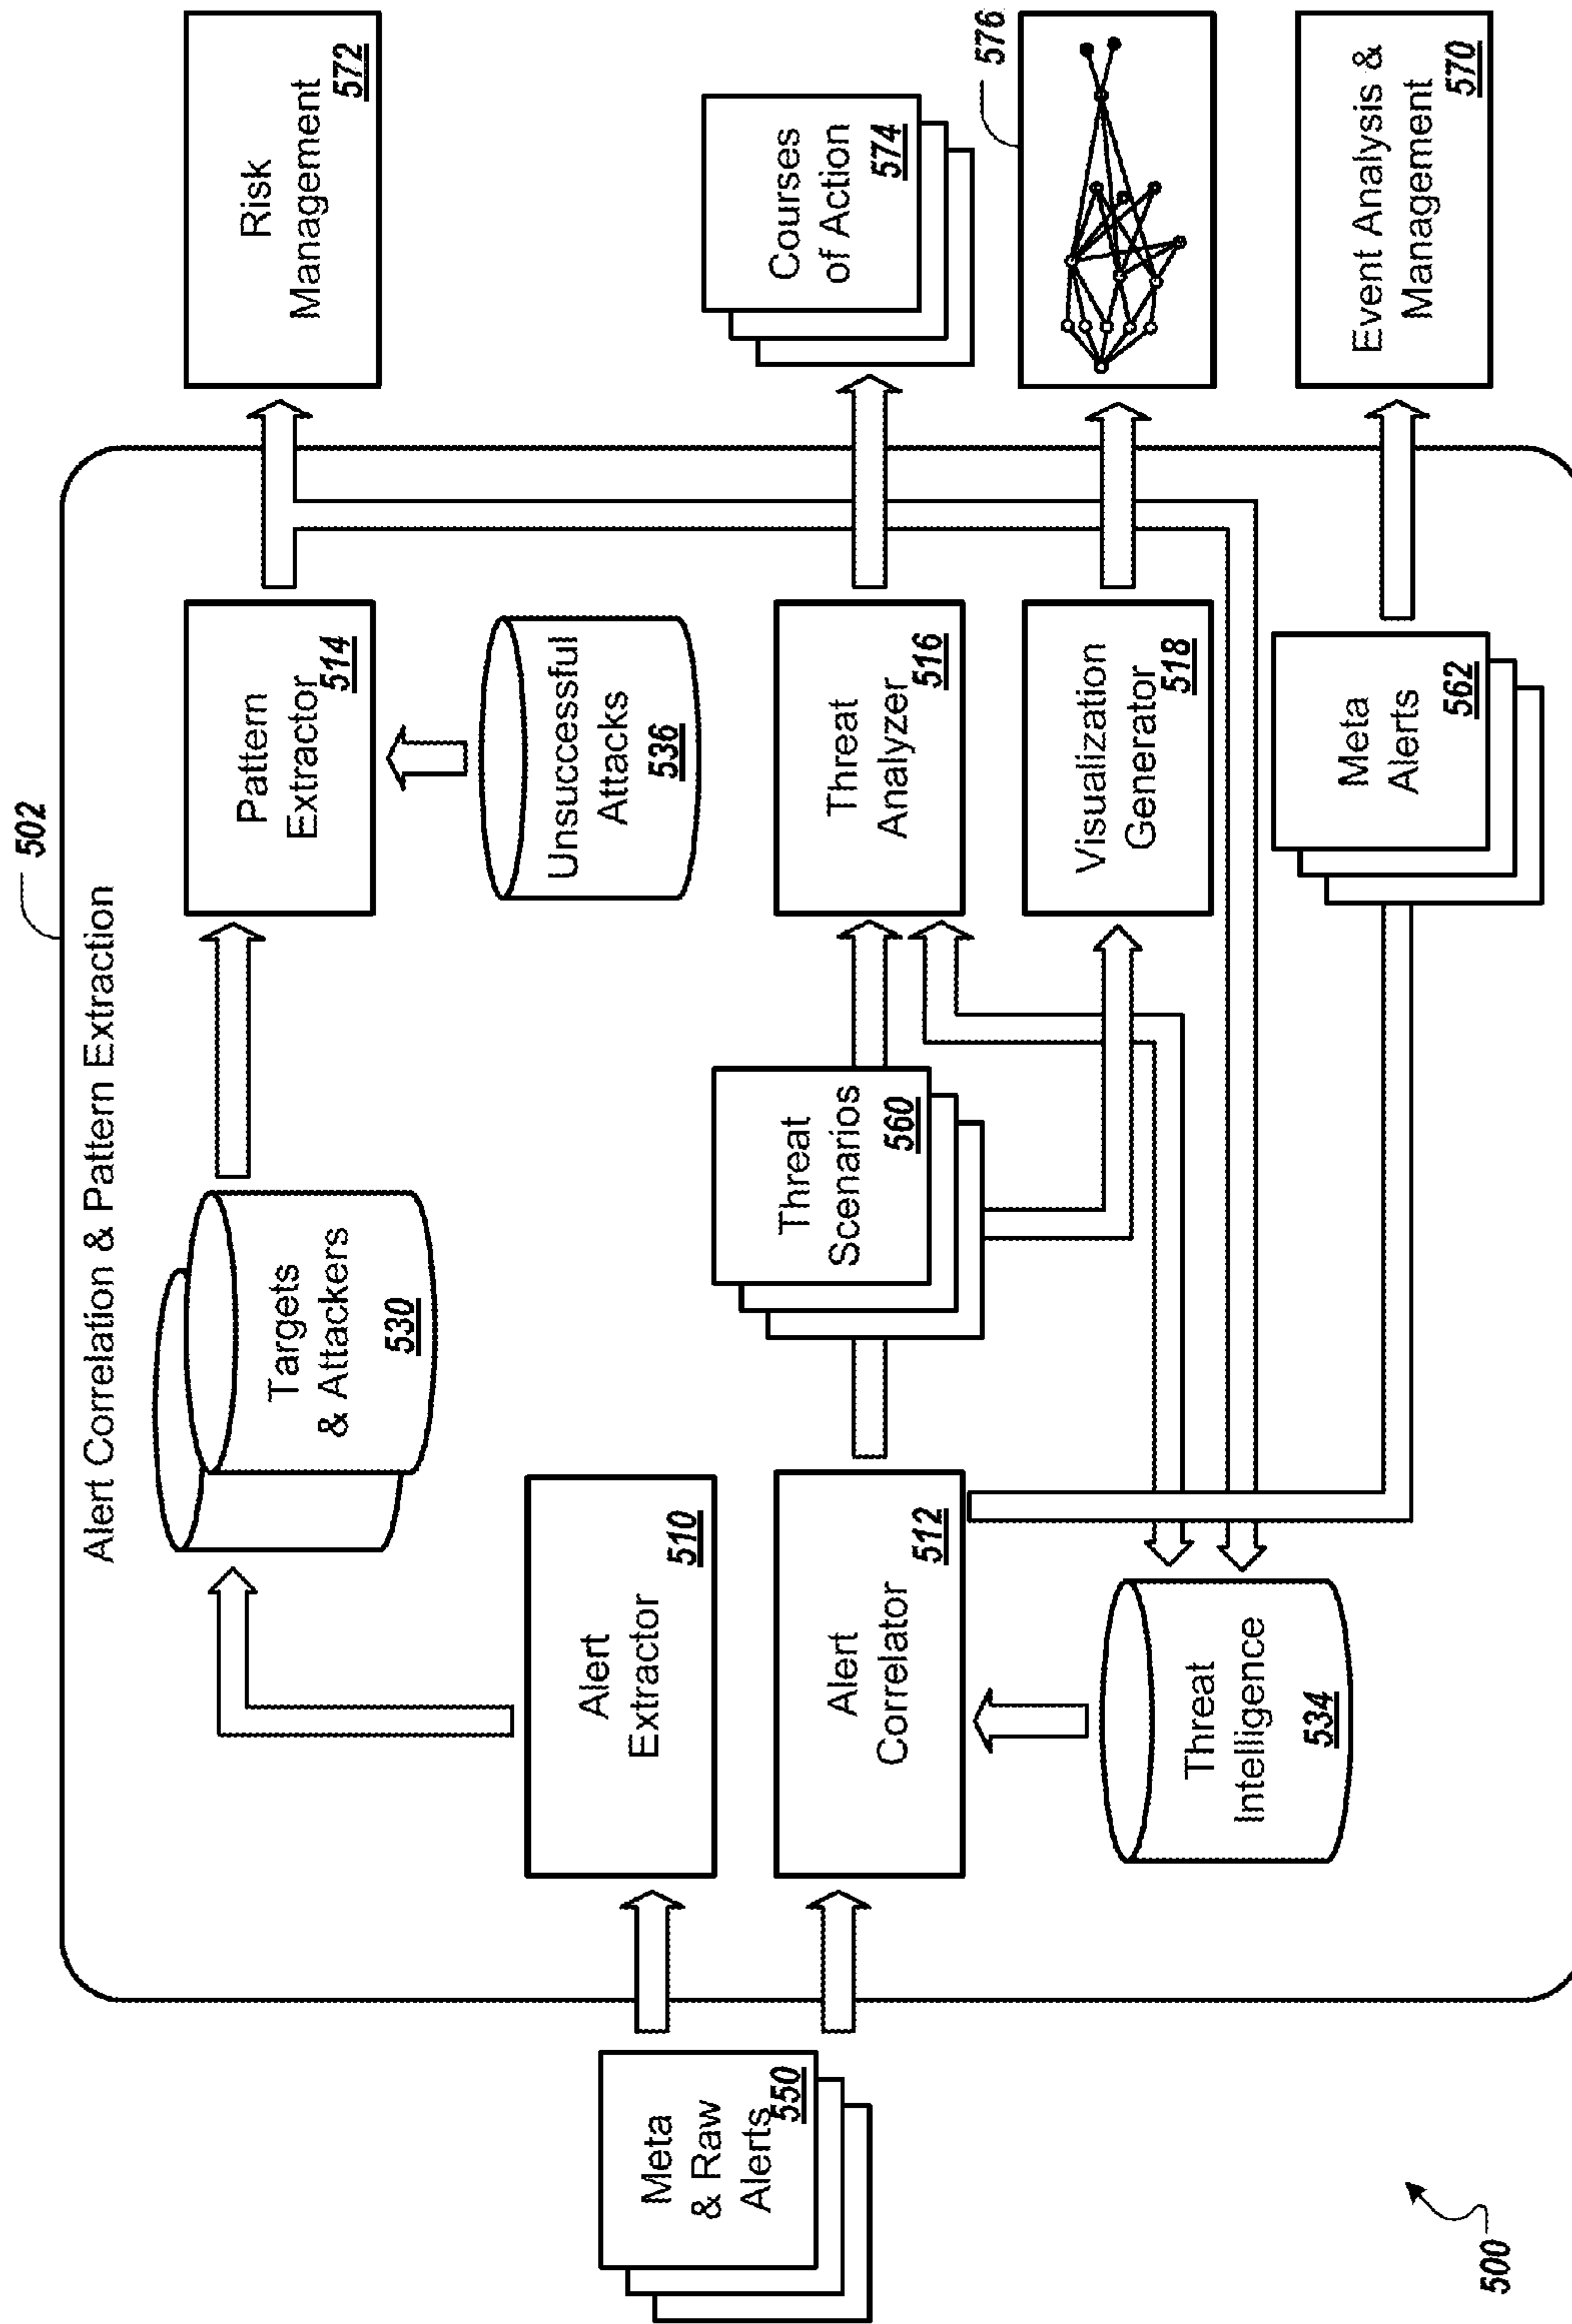 502
Alert Correlation & Pattern Extraction
Targets
& Attackers
530
Pattern
Extractor
514
Risk
Management
572
Unsuccessful
Attacks
536
Meta
& Raw
Alerts
550
Alert
Extractor
510
Alert
Correlator
512
Threat
Scenarios
560
Threat
Analyzer
516
Courses
of Action
574
Visualization
Generator
518
576
Threat
Intelligence
534
Meta
Alerts
562
Event Analysis &
Management
570
500